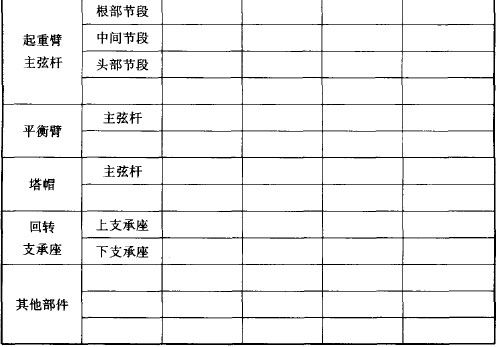 起重臂
主弦杆
根部节段
中间节段
头部节段
平衡臂
主弦杆
塔帽
主弦杆
回转
支承座
上支承座
下支承座
其他部件